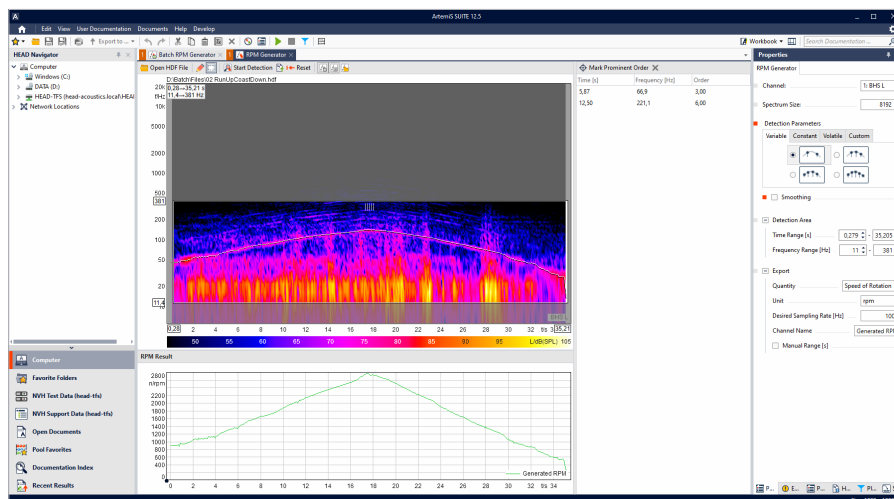 ArtemiS SUITE 12.5
Edit View User Documentation Documents Help Develop
Export to ...
Workbook
Search Documentation ...
HEAD Navigator
Batch RPM Generator
RPM Generator
Properties
Computer
Windows (C:)
DATA (D:)
HEAD-TFS (head-acoustics.local\HEA
Network Locations
Open HDF File
Start Detection
Reset
Mark Prominent Order
RPM Generator
D:\Batch\Files\02 RunUpCoastDown.hdf
Time [s] Frequency [Hz] Order
5,87 66,9 3,00
12,50 221,1 6,00
Channel: 1: BHS L
Spectrum Size: 8192
Detection Parameters
Variable Constant Volatile Custom
Smoothing
Detection Area
Time Range [s] 0,279 - 35,205
Frequency Range [Hz] 11 - 381
Export
Quantity Speed of Rotation
Unit rpm
Desired Sampling Rate [Hz] 100
Channel Name Generated RP
Manual Range [s]
20K
0,28→35,21 s
f/Hz
11,4→381 Hz
10K
5000
2000
1000
500
381
200
100
50
20
11,4
BHS L
0,28 2 4 6 8 10 12 14 16 18 20 22 24 26 28 30 32 t/s 35,21
50 55 60 65 70 75 80 85 90 95 L/dB(SPL) 105
RPM Result
2800
n/rpm
2200
2000
1800
1600
1400
1200
1000
800
600
400
0
Generated RPM
0 2 4 6 8 10 12 14 16 18 20 22 24 26 28 30 32 t/s 34
Computer
Favorite Folders
NVH Test Data (head-tfs)
NVH Support Data (head-tfs)
Open Documents
Pool Favorites
Documentation Index
Recent Results
P... E... P... H... Pl...